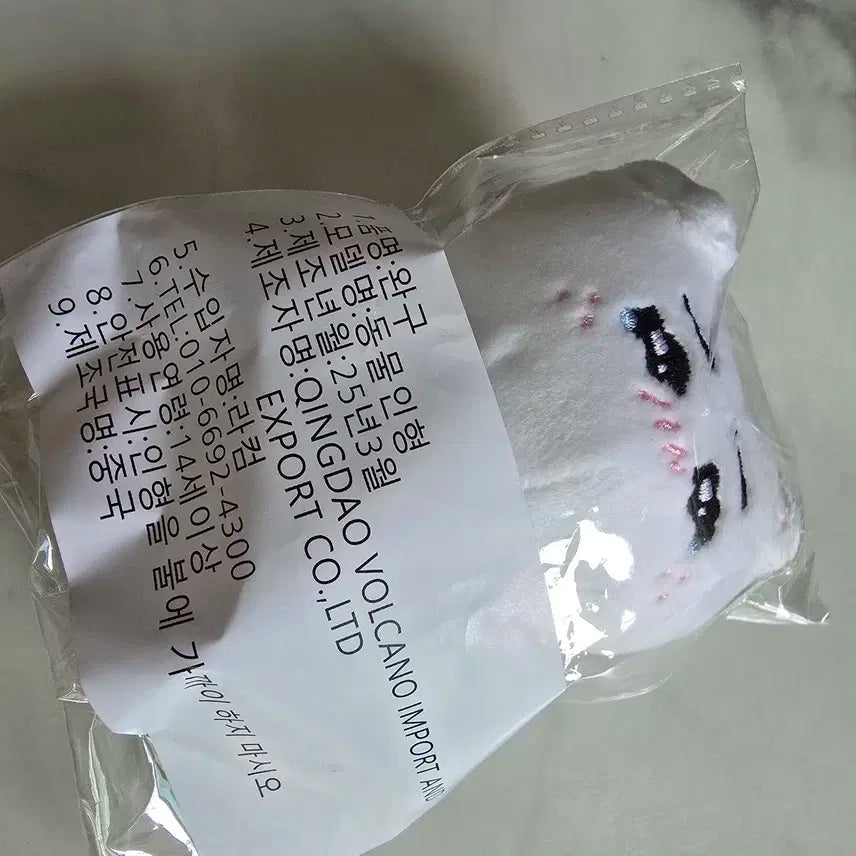 1.품명:완구
2.모델명:동물인형
3.제조년월:25년3월
4.제조자명:QINGDAO VOLCANO IMPORT AND
EXPORT CO.,LTD
5.수입자명:라컴
6.TEL:010-6692-4300
7.사용연령:14세이상
8.안전표시:인형을 불에 가까이 하지 마시오
9.제조국명:중국